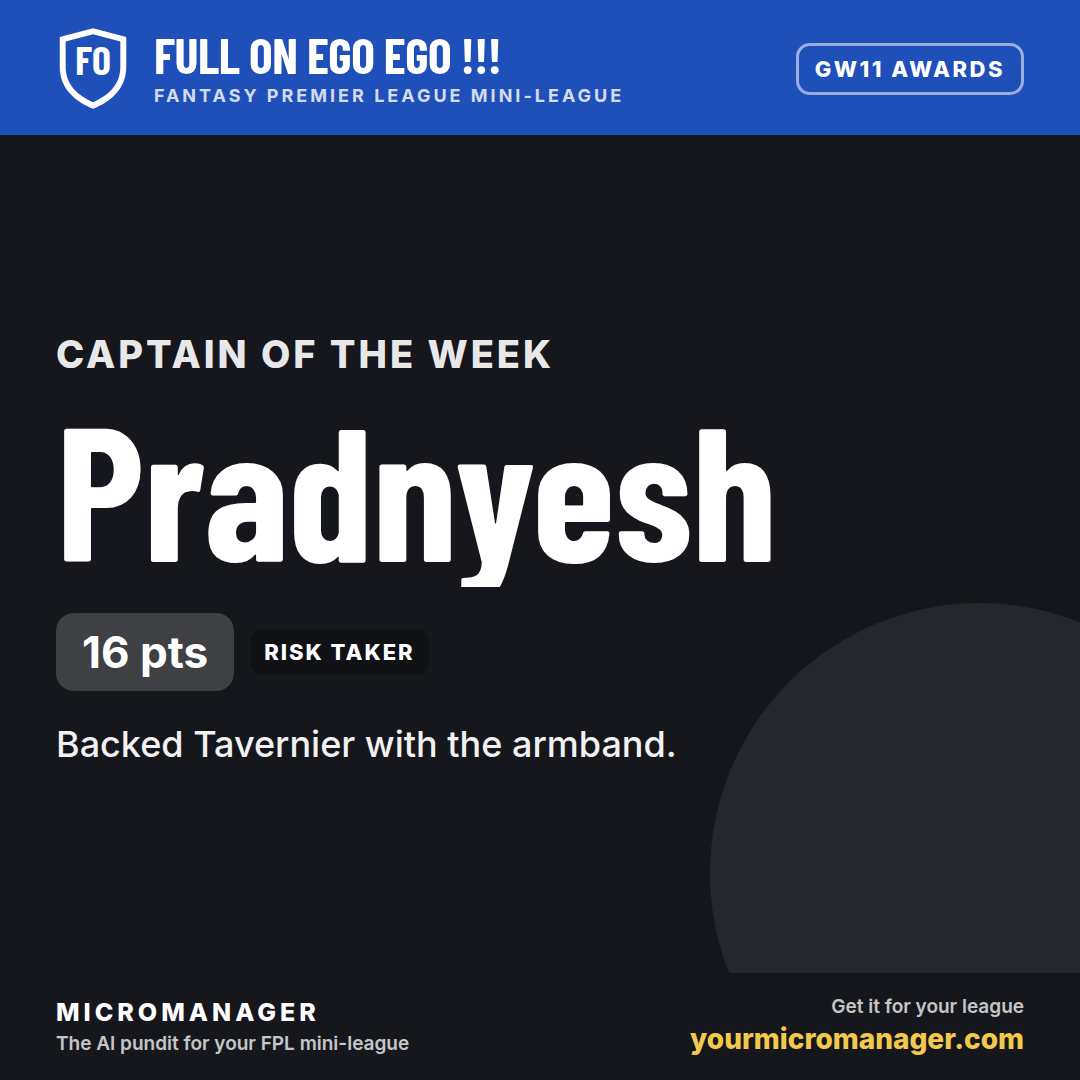 FO
FULL ON EGO EGO !!!
FANTASY PREMIER LEAGUE MINI-LEAGUE
GW11 AWARDS
CAPTAIN OF THE WEEK
Pradnyesh
16 pts
RISK TAKER
Backed Tavernier with the armband.
MICROMANAGER
The AI pundit for your FPL mini-league
Get it for your league
yourmicromanager.com